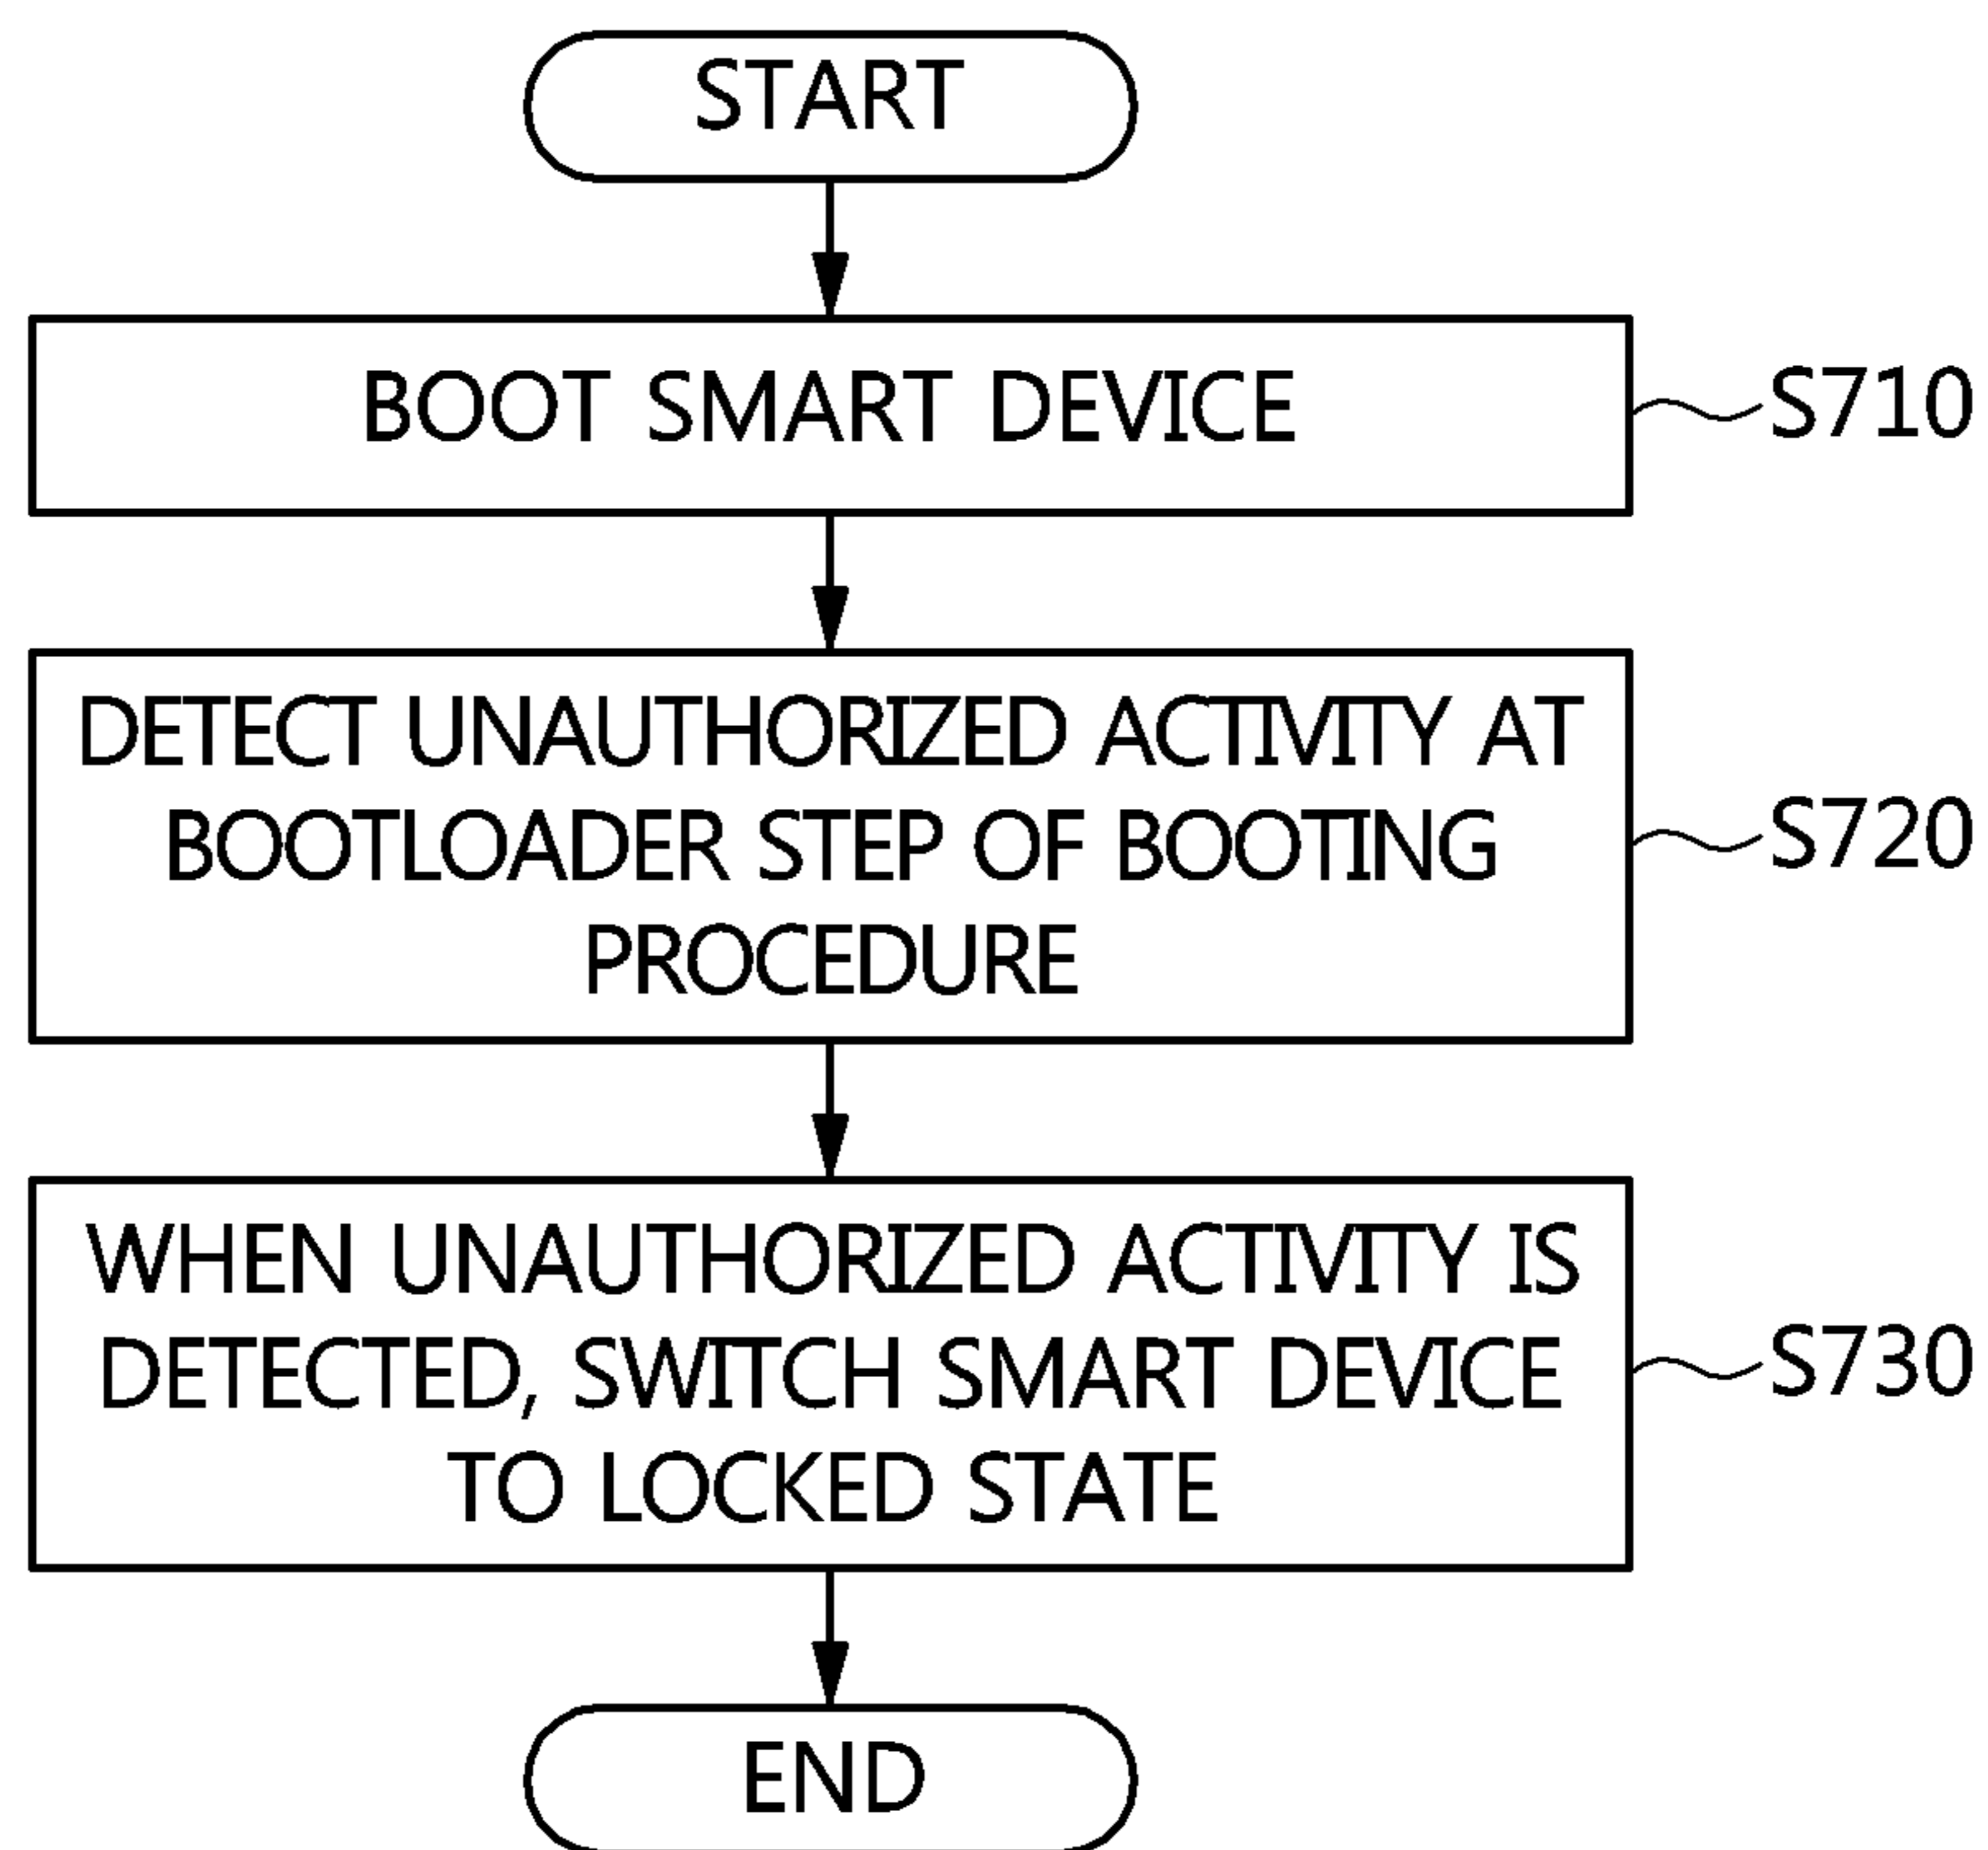 START
BOOT SMART DEVICE
S710
DETECT UNAUTHORIZED ACTIVITY AT
BOOTLOADER STEP OF BOOTING
PROCEDURE
S720
WHEN UNAUTHORIZED ACTIVITY IS
DETECTED, SWITCH SMART DEVICE
TO LOCKED STATE
S730
END